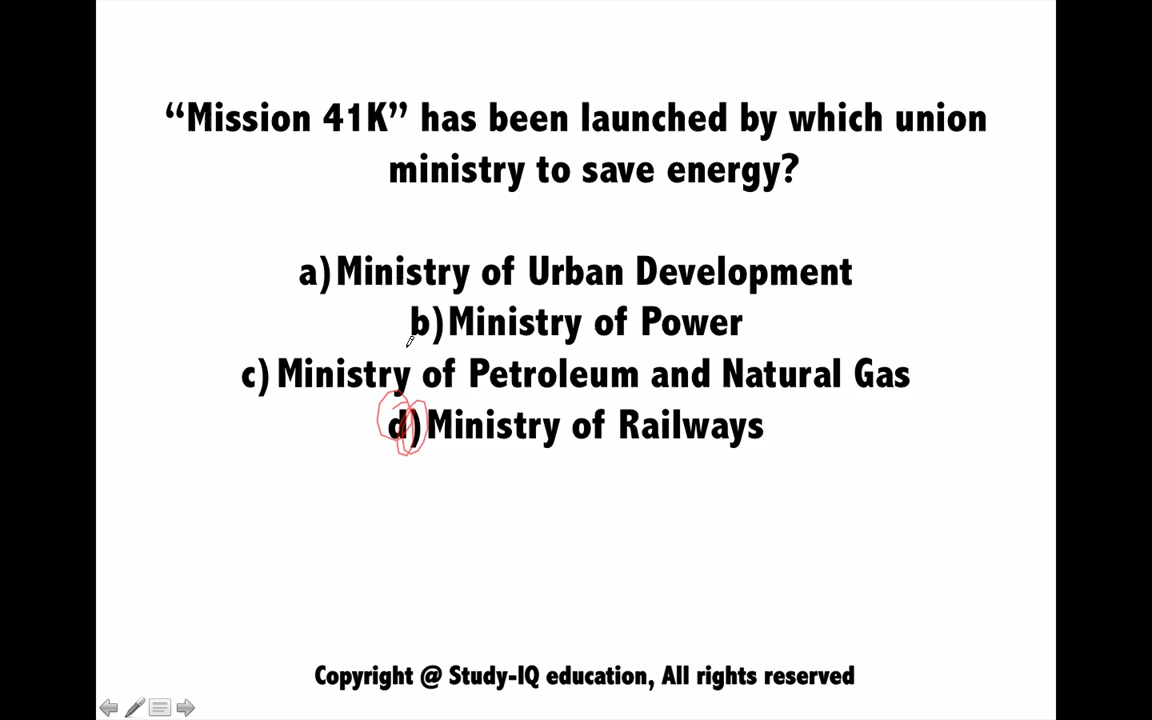 “Mission 41K” has been launched by which union
ministry to save energy?
a) Ministry of Urban Development
b) Ministry of Power
c) Ministry of Petroleum and Natural Gas
d) Ministry of Railways
Copyright @ Study-IQ education, All rights reserved